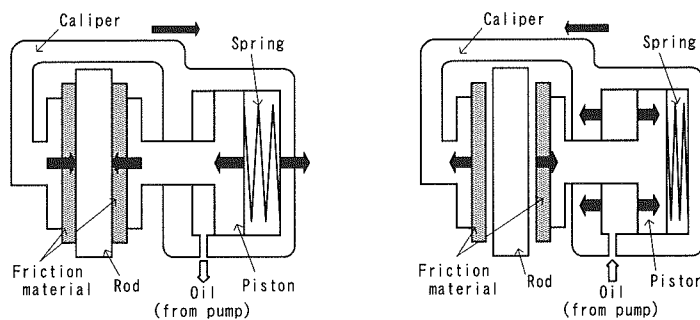 Caliper
Spring
Friction
material
Rod
Oil
(from pump)
Piston
Caliper
Spring
Friction
material
Rod
Oil
(from pump)
Piston